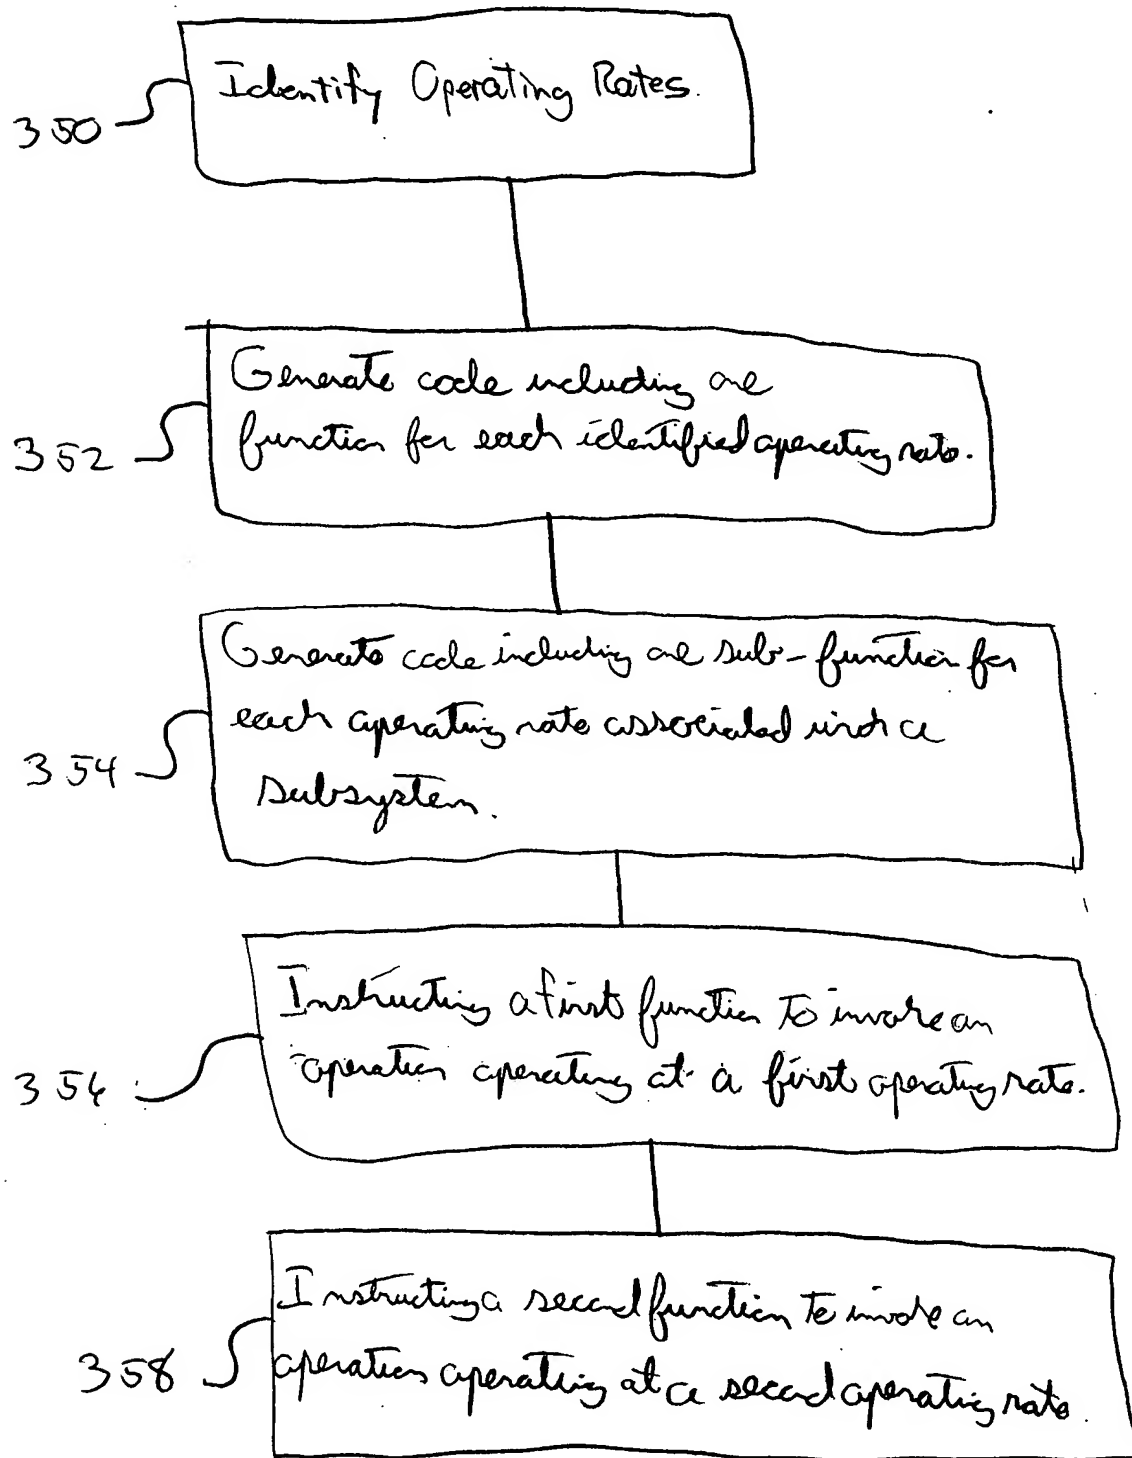 Identify Operating Rates.
350
Generate code including one
function for each identified operating rate.
352
Generate code including one sub-function for
each operating rate associated with a
subsystem.
354
Instructing a first function to invoke an
operation operating at a first operating rate.
356
Instructing a second function to invoke an
operation operating at a second operating rate.
358